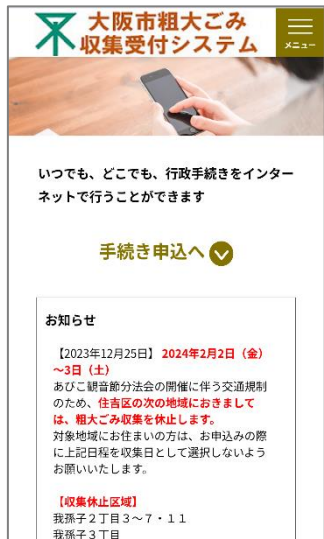 大阪市粗大ごみ
収集受付システム
メニュー
いつでも、どこでも、行政手続きをインター
ネットで行うことができます
手続き申込へ
お知らせ
【2023年12月25日】 2024年2月2日（金）
～3日（土）
あびこ観音節分法会の開催に伴う交通規制
のため、住吉区の次の地域におきまして
は、粗大ごみ収集を休止します。
対象地域にお住まいの方は、お申込みの際
に上記日程を収集日として選択しないよう
お願いいたします。
【収集休止区域】
我孫子２丁目３～７・１１
我孫子３丁目